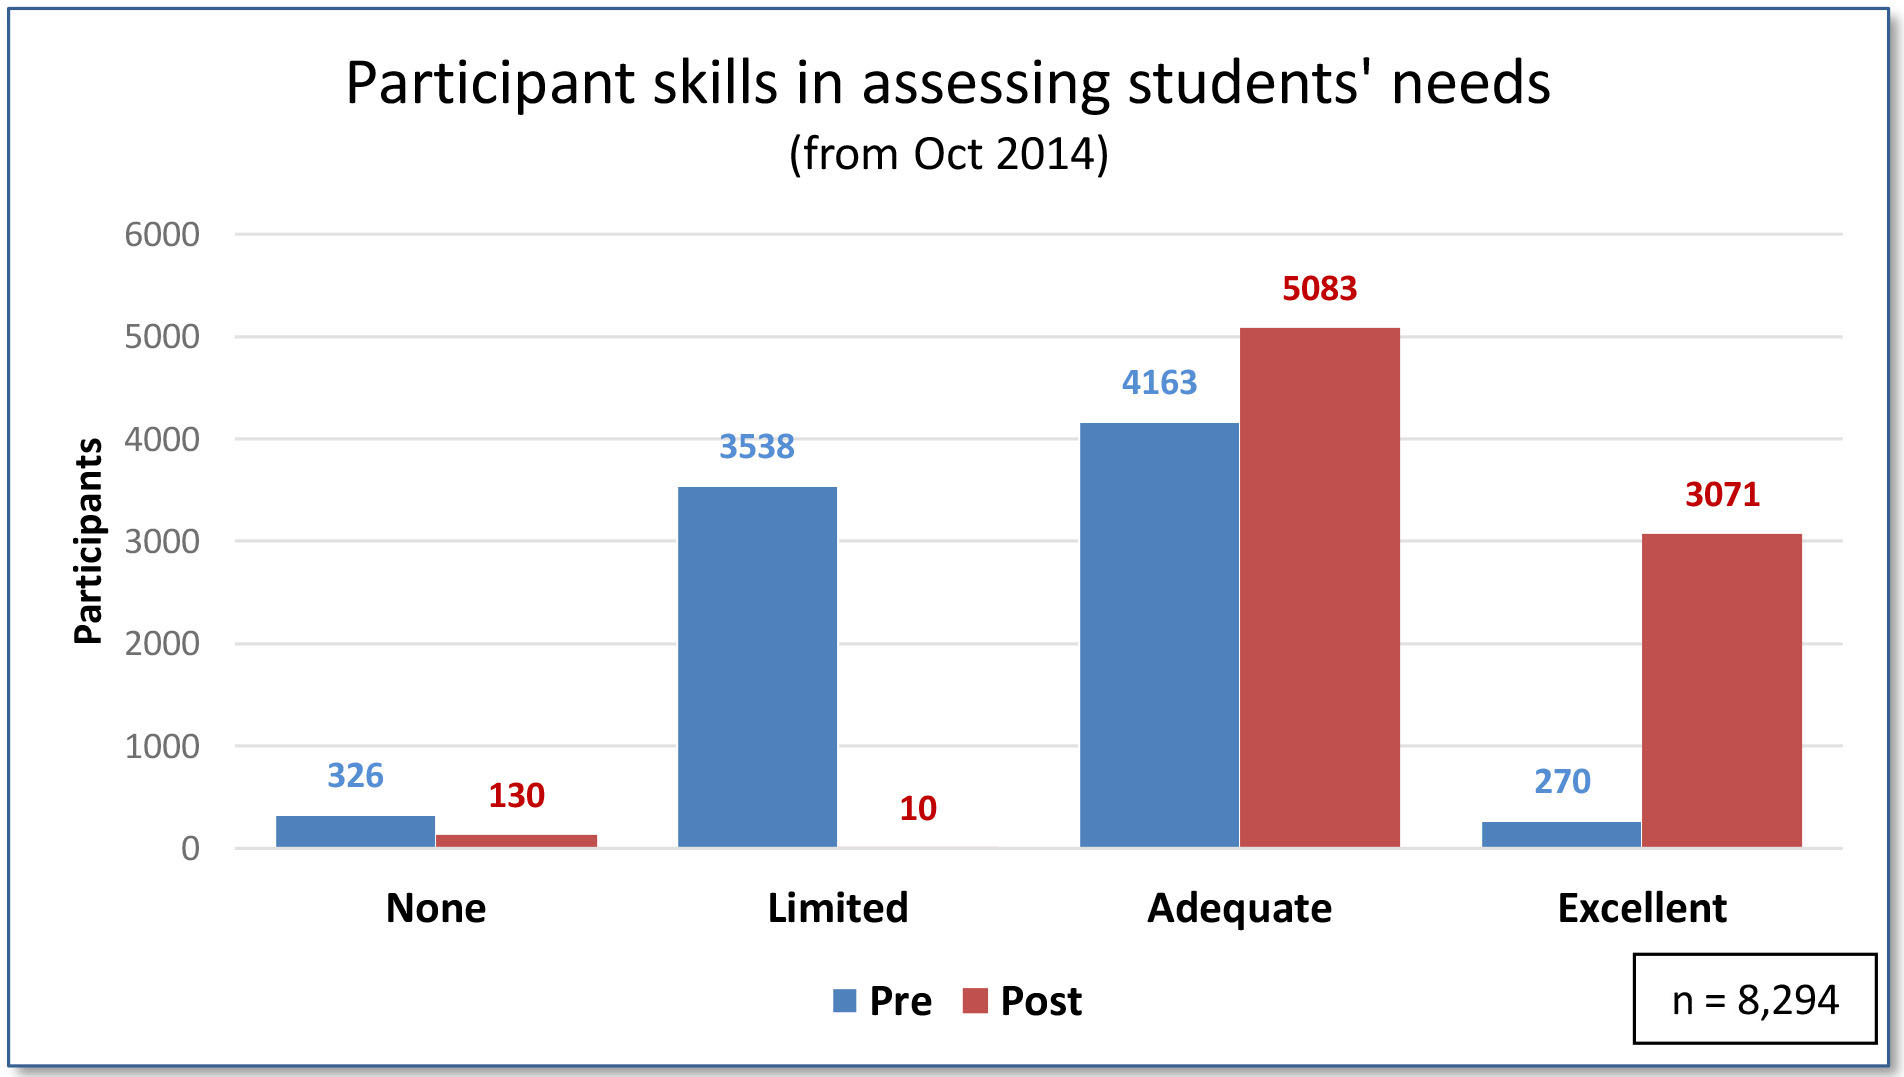 Participant skills in assessing students' needs
(from Oct 2014)
Participants
6000
5000
4000
3000
2000
1000
0
326
130
3538
10
4163
5083
270
3071
None
Limited
Adequate
Excellent
Pre
Post
n = 8,294